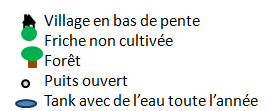 Village en bas de pente
Friche non cultivée
Forêt
Puits ouvert
Tank avec de l'eau toute l'année